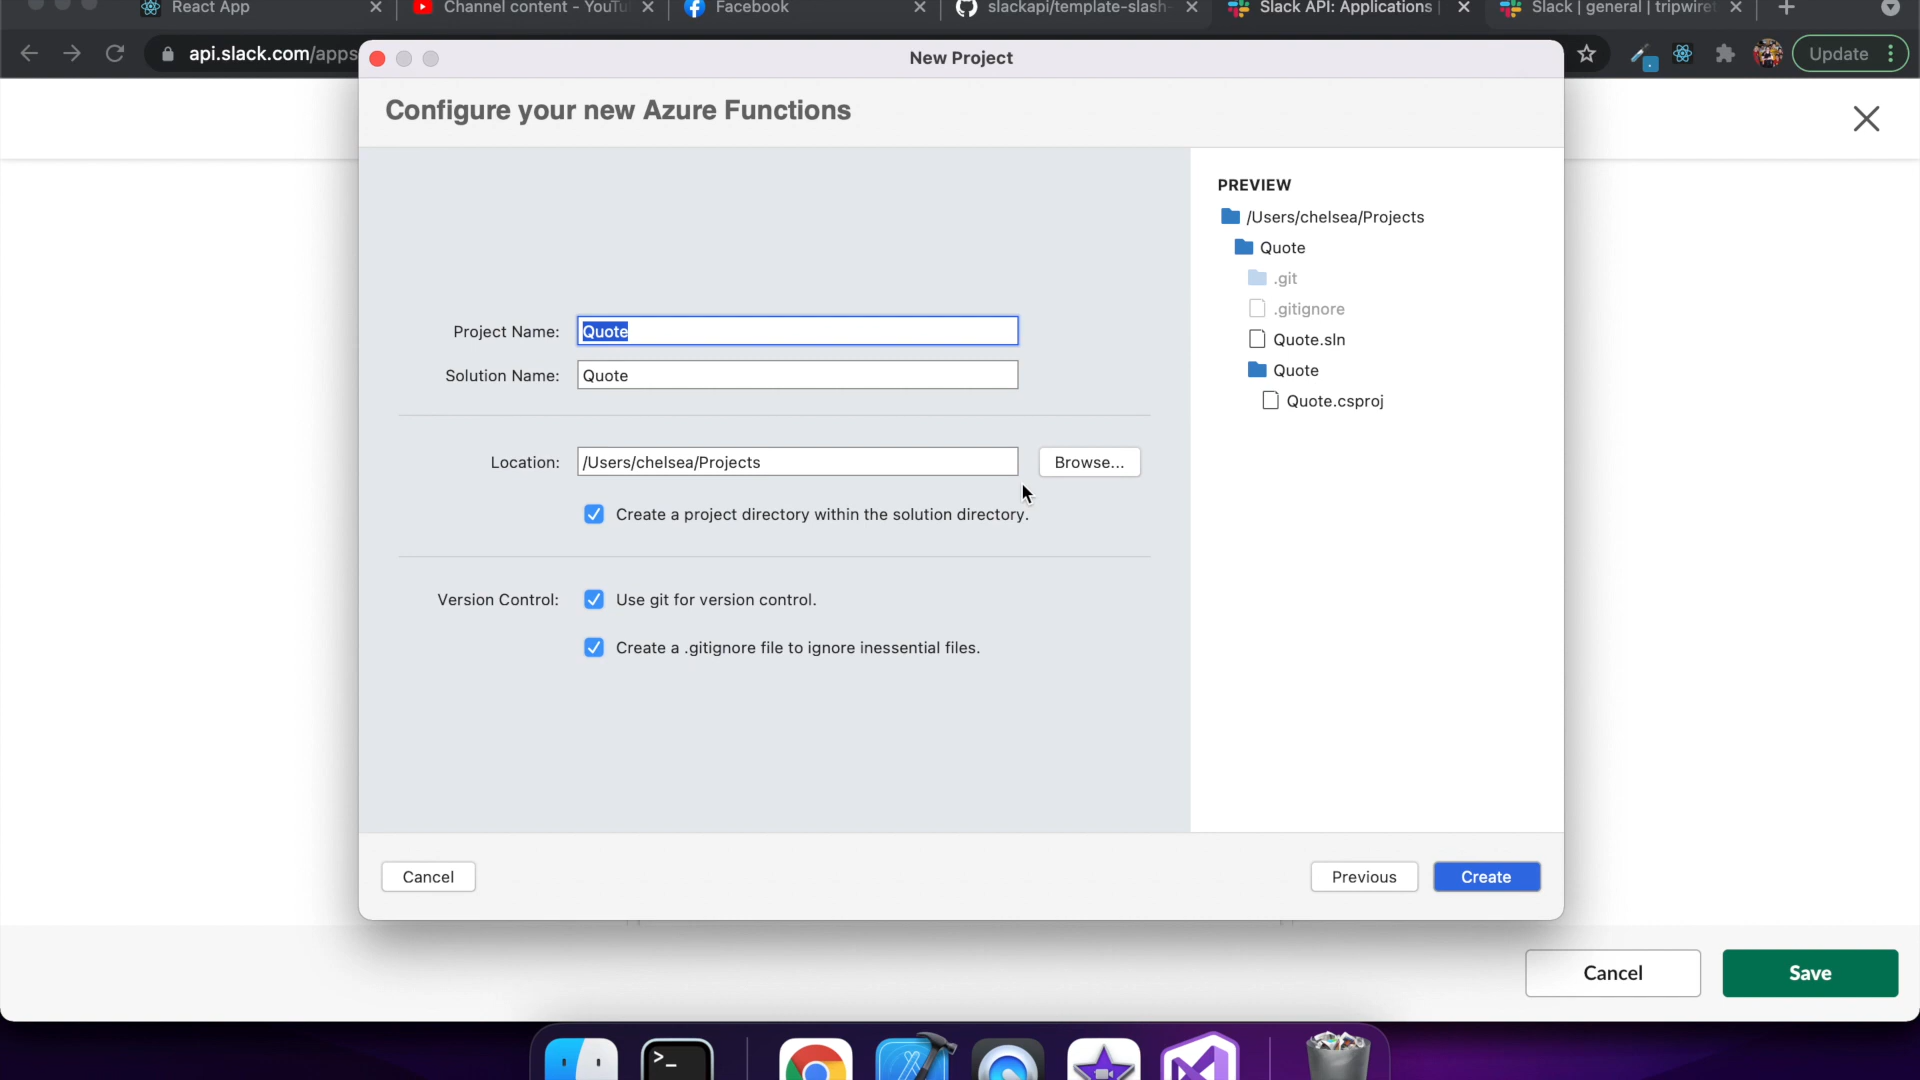 React App
Channel content - YouTu
Facebook
slackapi/template-slash-
Slack API: Applications
Slack | general | tripwire
api.slack.com/apps
Update
New Project
Configure your new Azure Functions
PREVIEW
/Users/chelsea/Projects
Quote
.git
.gitignore
Quote.sln
Quote
Quote.csproj
Project Name: Quote
Solution Name: Quote
Location: /Users/chelsea/Projects Browse...
Create a project directory within the solution directory.
Version Control: Use git for version control.
Create a .gitignore file to ignore inessential files.
Cancel Previous Create
Cancel Save